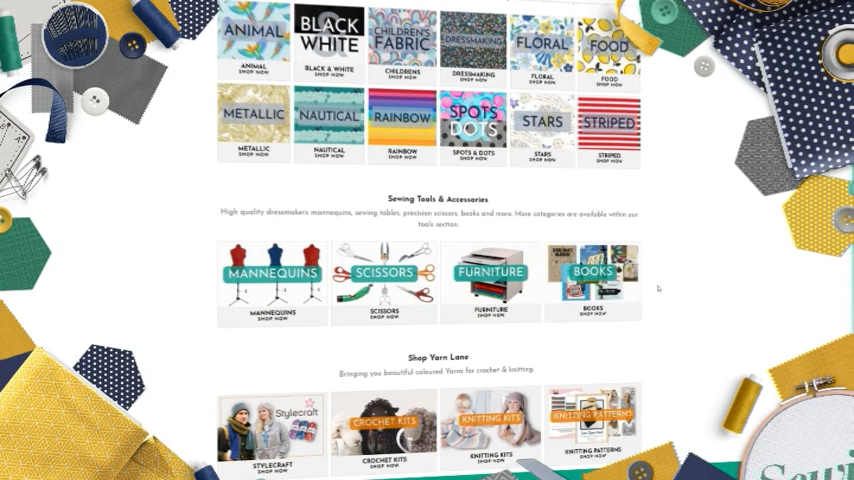 ANIMAL
BLACK
WHITE
CHILDREN'S
FABRIC
DRESSMAKING
FLORAL
FOOD
ANIMAL
SHOP NOW
BLACK & WHITE
SHOP NOW
CHILDRENS
SHOP NOW
DRESSMAKING
SHOP NOW
FLORAL
SHOP NOW
FOOD
SHOP NOW
METALLIC
NAUTICAL
RAINBOW
SPOTS
DOTS
STARS
STRIPED
METALLIC
SHOP NOW
NAUTICAL
SHOP NOW
RAINBOW
SHOP NOW
SPOTS & DOTS
SHOP NOW
STARS
SHOP NOW
STRIPED
SHOP NOW
Sewing Tools & Accessories
High quality dressmakers mannequins, sewing tables, precision scissors, books and more. More categories are available within our
tools section.
MANNEQUINS
SCISSORS
FURNITURE
BOOKS
MANNEQUINS
SHOP NOW
SCISSORS
SHOP NOW
FURNITURE
SHOP NOW
BOOKS
SHOP NOW
Shop Yarn Lane
Bringing you beautiful coloured Yarns for crochet & knitting.
Stylecraft
CROCHET KITS
KNITTING KITS
KNITTING PATTERNS
STYLECRAFT
SHOP NOW
CROCHET KITS
SHOP NOW
KNITTING KITS
SHOP NOW
KNITTING PATTERNS
SHOP NOW
Sewi